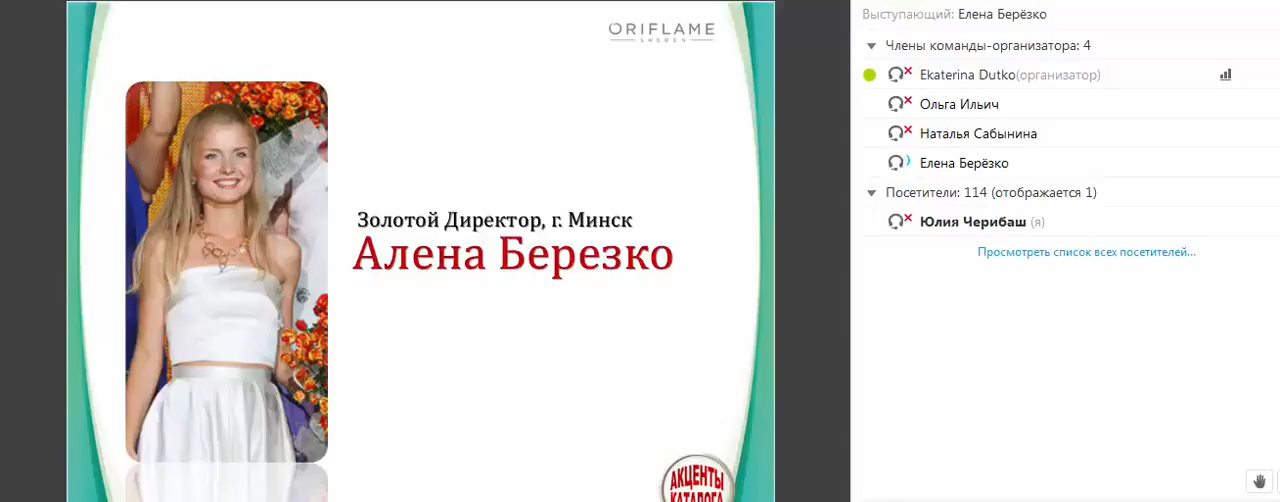 ORIFLAME
SWEDEN
Золотой Директор, г. Минск
Алена Березко
АКЦЕНТЫ
КАТАЛОГА
Выступающий: Елена Берёзко
Члены команды-организатора: 4
Ekaterina Dutko(организатор)
Ольга Ильич
Наталья Сабынина
Елена Берёзко
Посетители: 114 (отображается 1)
Юлия Черибаш (я)
Просмотреть список всех посетителей...